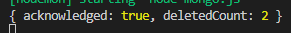 [nodemon] starting `node mongo.js`
{ acknowledged: true, deletedCount: 2 }